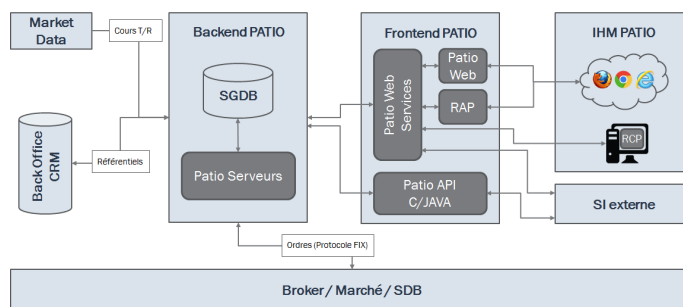 Market
Data
Cours T/R
Backend PATIO
Frontend PATIO
IHM PATIO
SGDB
Patio Serveurs
Patio Web
Services
Patio
Web
RAP
RCP
Back Office
CRM
Référentiels
Patio API
C/JAVA
SI externe
Ordres (Protocole FIX)
Broker / Marché / SDB